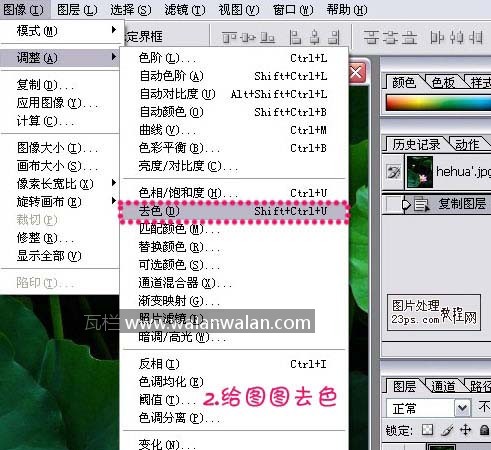 图像(I) 图层(L) 选择(S) 滤镜(T) 视图(V) 窗口(W) 帮助(H)
模式(M)
定界框
调整(A)
复制(D)...
应用图像(Y)...
计算(C)...
图像大小(I)...
画布大小(S)...
像素长宽比(X)
旋转画布(E)
裁切(P)
修整(R)...
显示全部(V)
陷印(T)...
色阶(L)... Ctrl+L
自动色阶(A) Shift+Ctrl+L
自动对比度(U) Alt+Shift+Ctrl+L
自动颜色(O) Shift+Ctrl+B
曲线(V)... Ctrl+M
色彩平衡(B)... Ctrl+B
亮度/对比度(C)...
色相/饱和度(H)... Ctrl+U
去色(D) Shift+Ctrl+U
匹配颜色(M)...
替换颜色(R)...
可选颜色(S)...
通道混合器(X)...
渐变映射(G)...
照片滤镜(F)...
暗调/高光(W)...
反相(I) Ctrl+I
色调均化(E)
阈值(T)...
色调分离(P)...
变化(N)...
2.给图图去色
瓦栏 www.walanwalan.com
颜色 色板 样式
历史记录 动作
hehua'.jpg
复制图层
图片处理
23ps.com
教程网
图层 通道 路径
正常
不
锁定: